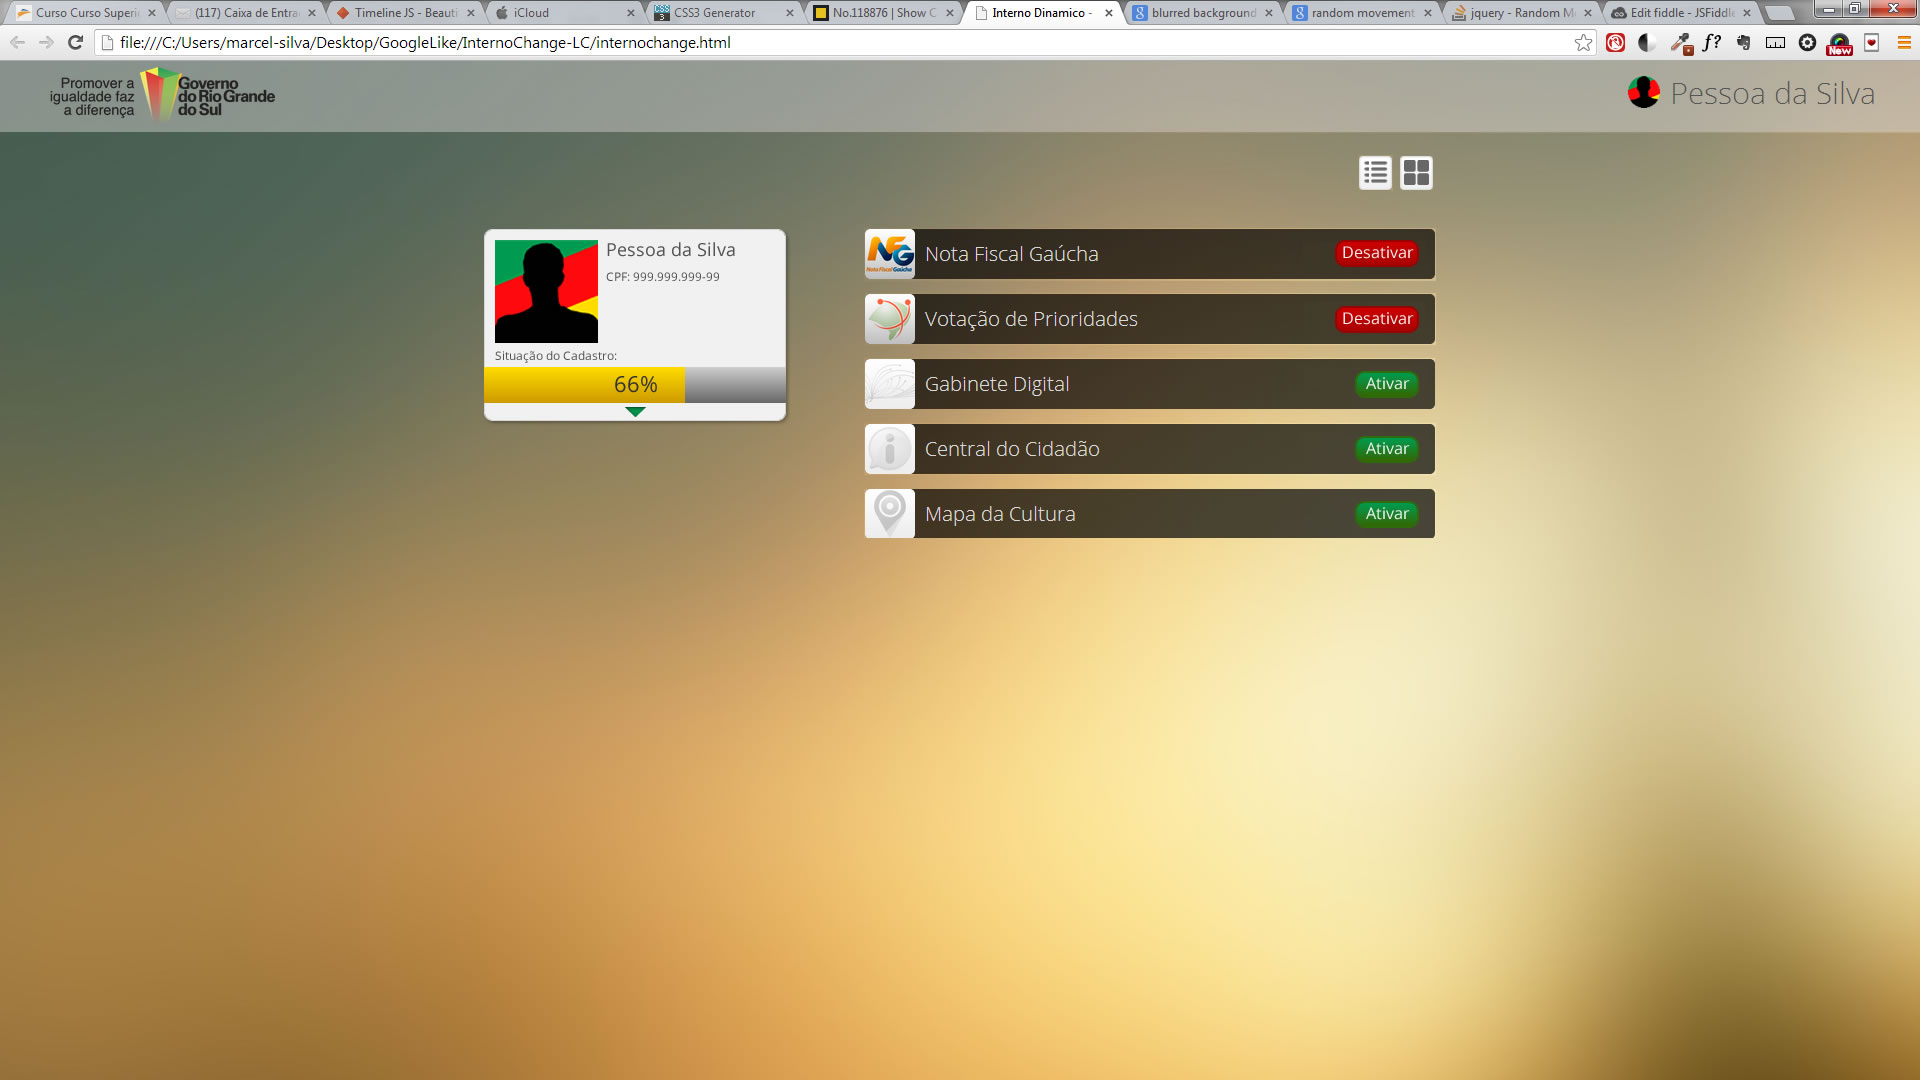 Curso Curso Superi
(117) Caixa de Entra
Timeline JS - Beauti
iCloud
CSS3 Generator
No.118876 | Show C
Interno Dinamico -
blurred background
random movement
jquery - Random M
Edit fiddle - JSFiddle
file:///C:/Users/marcel-silva/Desktop/GoogleLike/InternoChange-LC/internochange.html
f?
New
Promover a
igualdade faz
a diferença
Governo
do Rio Grande
do Sul
Pessoa da Silva
Pessoa da Silva
CPF: 999.999.999-99
Situação do Cadastro:
66%
NFG
Nota Fiscal Gaúcha
Nota Fiscal Gaúcha
Desativar
Votação de Prioridades
Desativar
Gabinete Digital
Ativar
Central do Cidadão
Ativar
Mapa da Cultura
Ativar